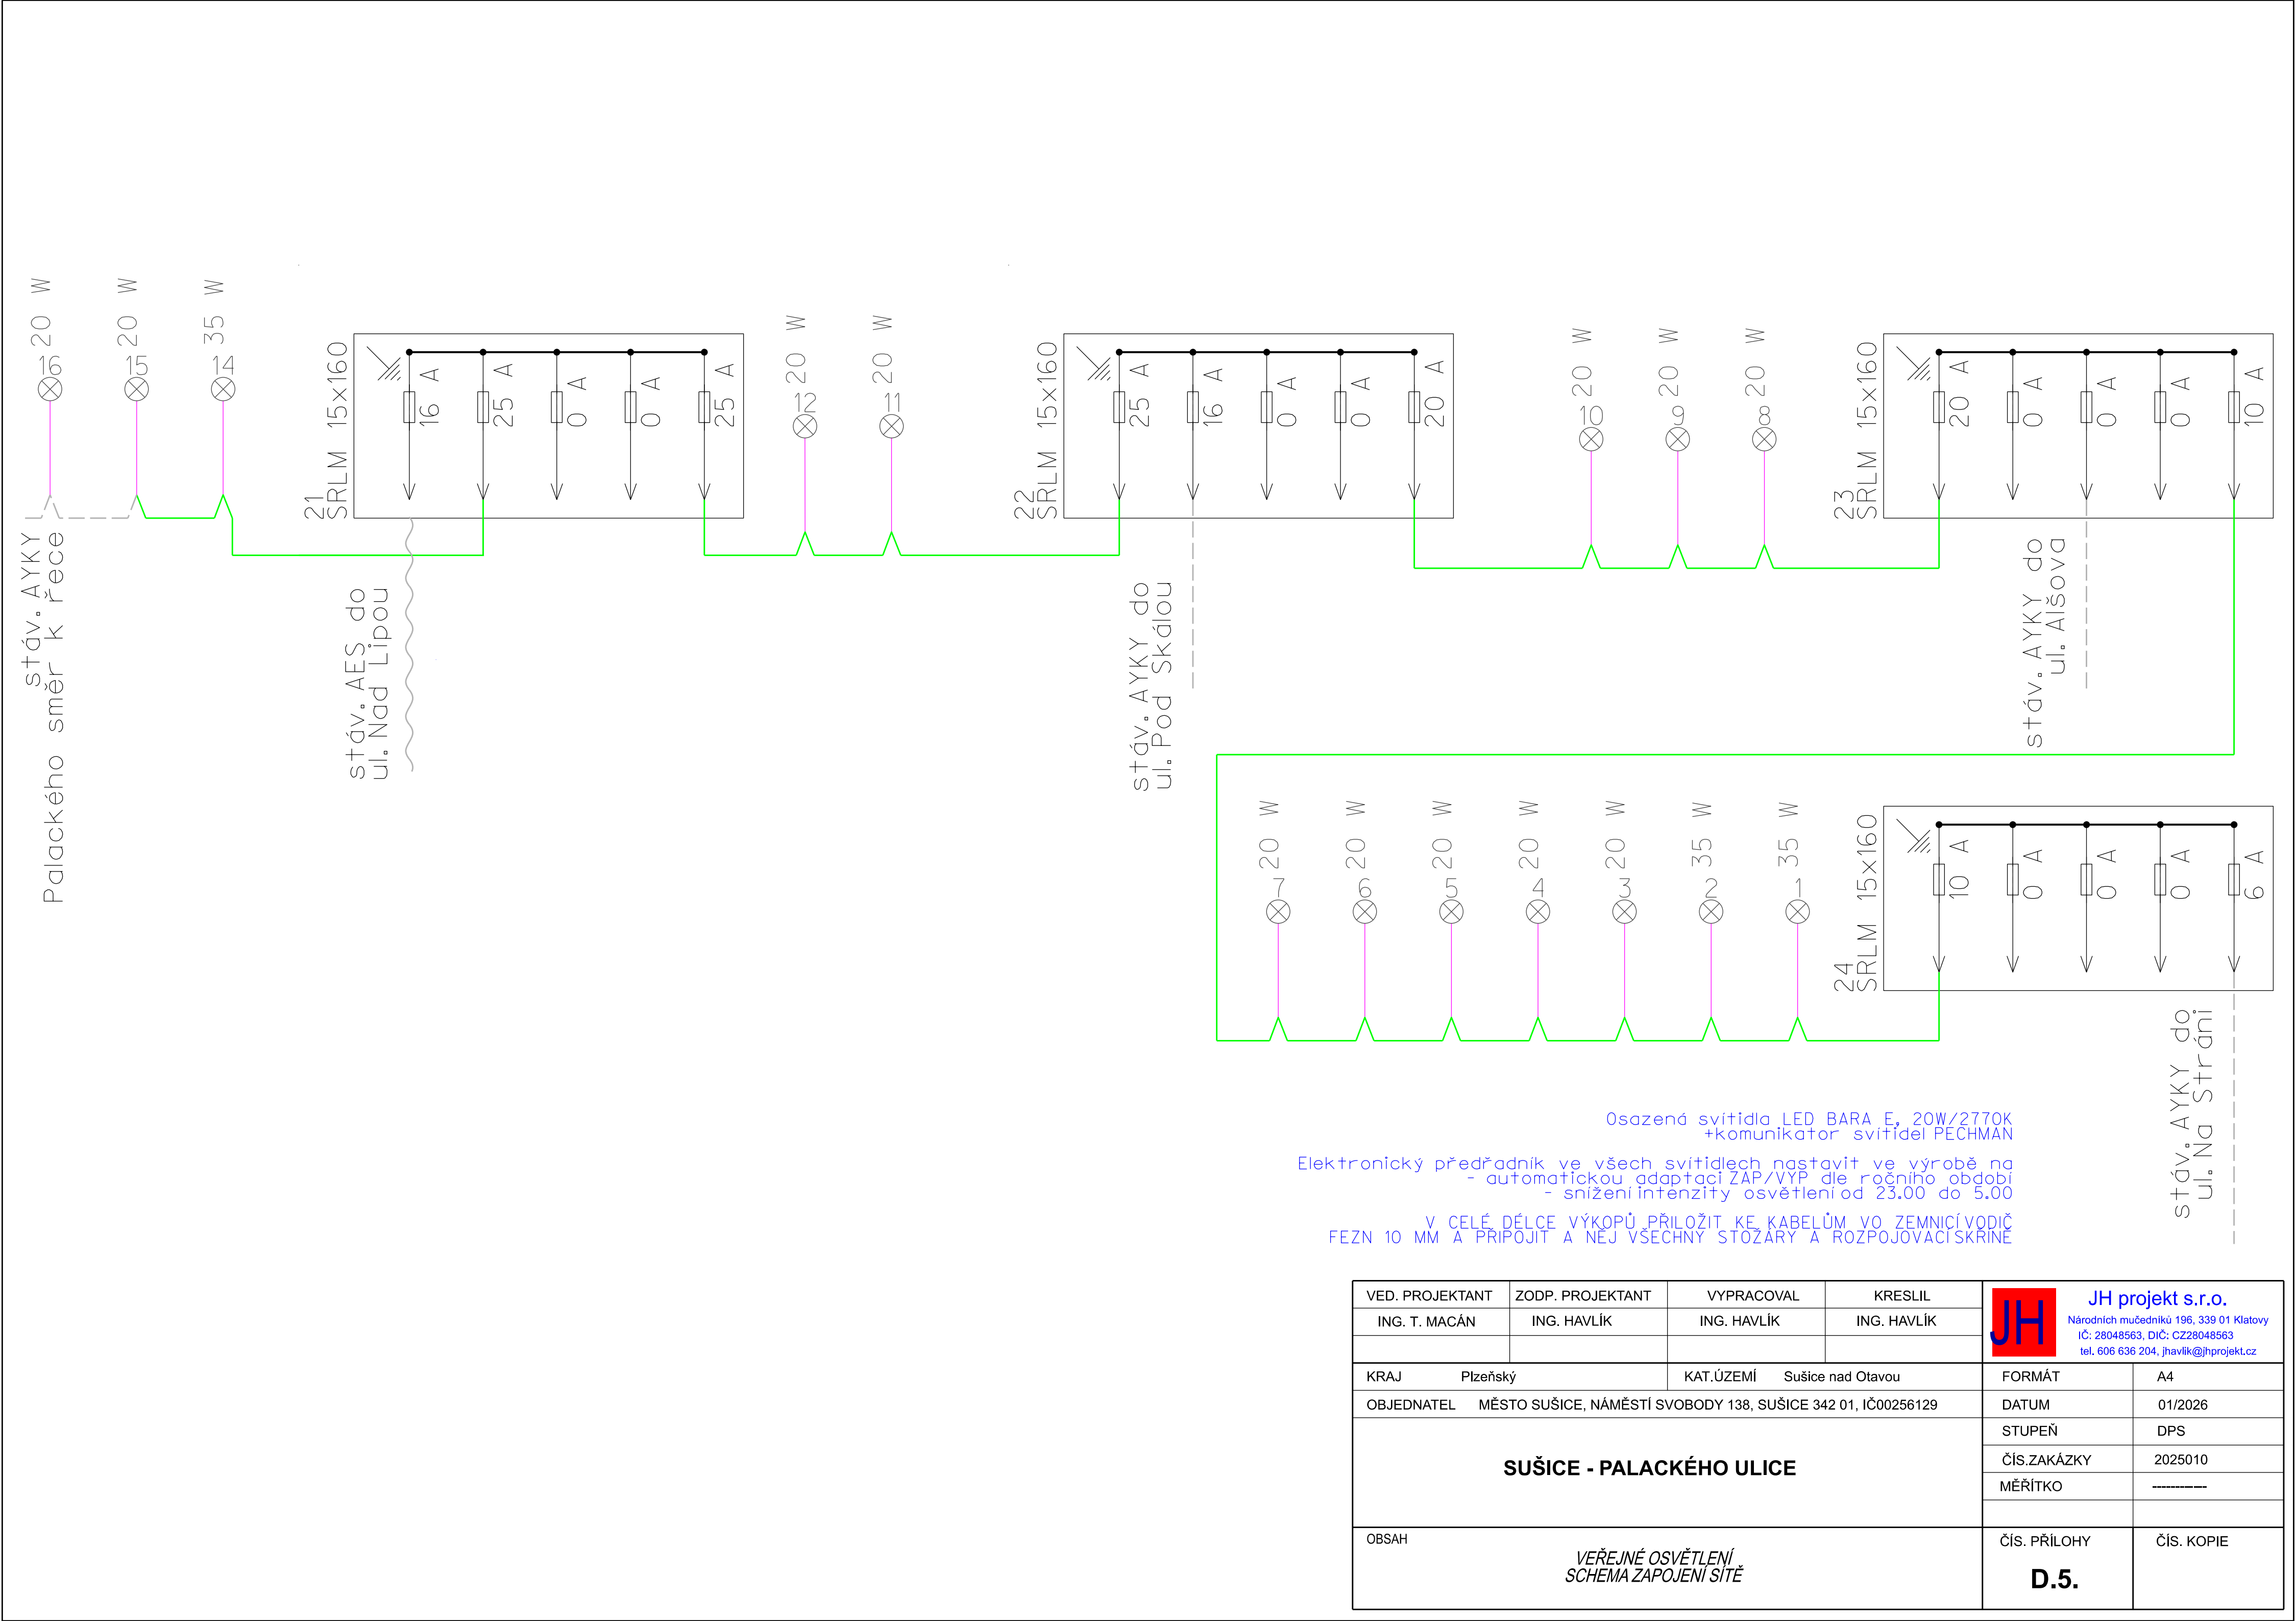 16 20 W
15 20 W
14 35 W
stáv. AYKY
Palackého směr k řece
21
SRLM 15x160
16 A
25 A
0 A
0 A
25 A
stáv. AES do
ul. Nad Lipou
12 20 W
11 20 W
22
SRLM 15x160
25 A
16 A
0 A
0 A
20 A
stáv. AYKY do
ul. Pod Skálou
10 20 W
9 20 W
8 20 W
23
SRLM 15x160
20 A
0 A
0 A
0 A
10 A
stáv. AYKY do
ul. Alšova
7 20 W
6 20 W
5 20 W
4 20 W
3 20 W
2 35 W
1 35 W
24
SRLM 15x160
10 A
0 A
0 A
0 A
6 A
stáv. AYKY do
ul. Na Stráni
Osazená svítidla LED BARA E, 20W/2770K
+komunikator svítidel PECHMAN
Elektronický předřadník ve všech svítidlech nastavit ve výrobě na
- automatickou adaptaci ZAP/VYP dle ročního období
- snížení intenzity osvětlení od 23.00 do 5.00
V CELÉ DÉLCE VÝKOPŮ PŘILOŽIT KE KABELŮM VO ZEMNICÍ VODIČ
FEZN 10 MM A PŘIPOJIT A NĚJ VŠECHNY STOŽÁRY A ROZPOJOVACÍ SKŘÍNĚ
VED. PROJEKTANT ZODP. PROJEKTANT VYPRACOVAL KRESLIL
ING. T. MACÁN ING. HAVLÍK ING. HAVLÍK ING. HAVLÍK
JH
JH projekt s.r.o.
Národních mučedníků 196, 339 01 Klatovy
IČ: 28048563, DIČ: CZ28048563
tel. 606 636 204, jhavlik@jhprojekt.cz
KRAJ Plzeňský KAT.ÚZEMÍ Sušice nad Otavou
OBJEDNATEL MĚSTO SUŠICE, NÁMĚSTÍ SVOBODY 138, SUŠICE 342 01, IČ00256129
FORMÁT A4
DATUM 01/2026
STUPEŇ DPS
ČÍS.ZAKÁZKY 2025010
MĚŘÍTKO ------------
SUŠICE - PALACKÉHO ULICE
OBSAH
VEŘEJNÉ OSVĚTLENÍ
SCHEMA ZAPOJENÍ SÍTĚ
ČÍS. PŘÍLOHY ČÍS. KOPIE
D.5.